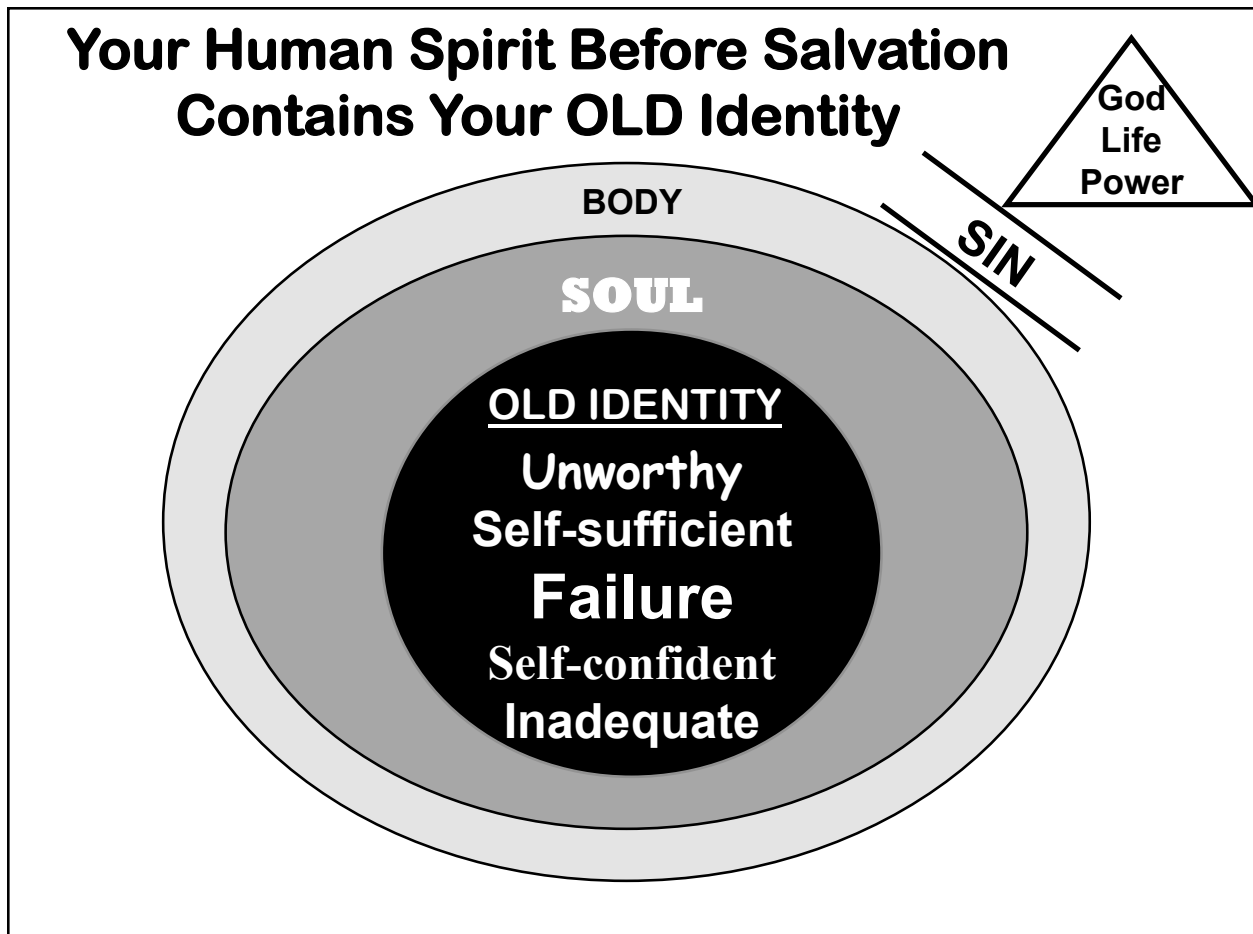 Your Human Spirit Before Salvation
Contains Your OLD Identity
God
Life
Power
SIN
BODY
SOUL
OLD IDENTITY
Unworthy
Self-sufficient
Failure
Self-confident
Inadequate